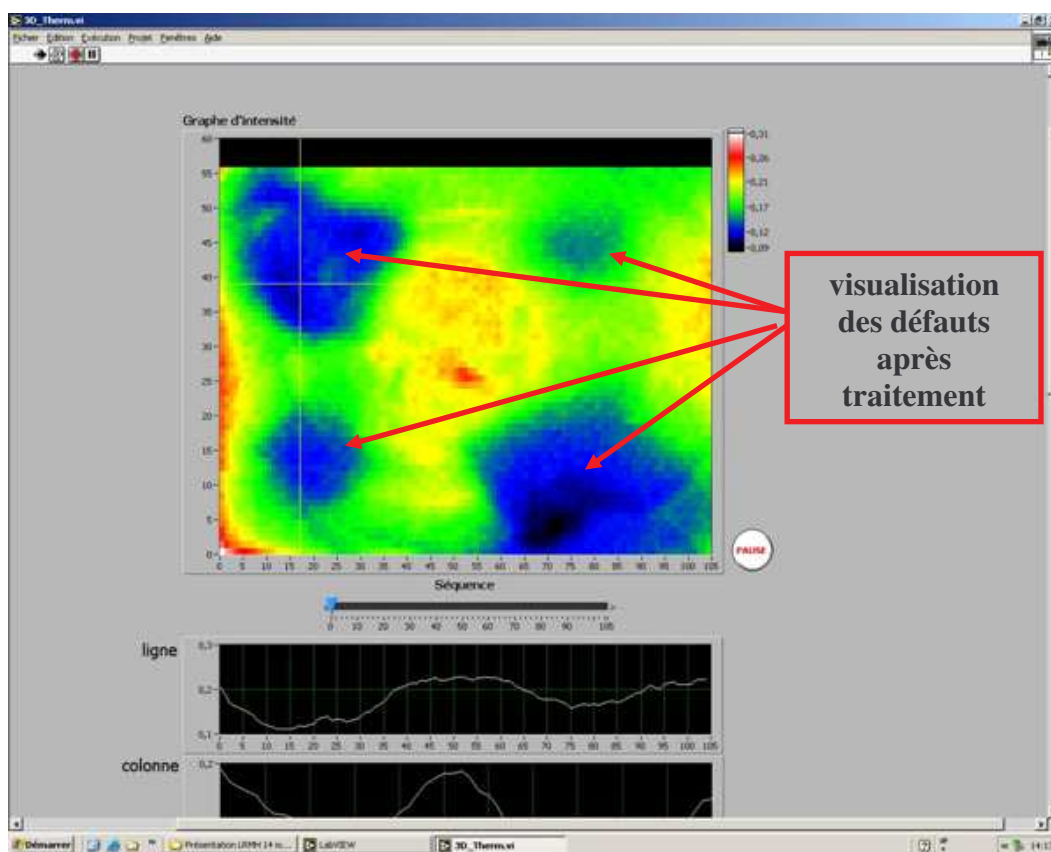 3D_Therm.vi
Fichier Edition Exécution Projet Fenêtres Aide
Graphe d'intensité
60
55
50
45
40
35
30
25
20
15
10
5
0
0 5 10 15 20 25 30 35 40 45 50 55 60 65 70 75 80 85 90 95 100 105
0,31
0,26
0,21
0,17
0,12
0,09
visualisation
des défauts
après
traitement
PAUSE
Séquence
0 10 20 30 40 50 60 70 80 90 105
ligne
0,3
0,2
0,1
0 5 10 15 20 25 30 35 40 45 50 55 60 65 70 75 80 85 90 95 100 105
colonne
0,2
Démarrer
Présentation LRMH 14 n...
LabVIEW
3D_Therm.vi